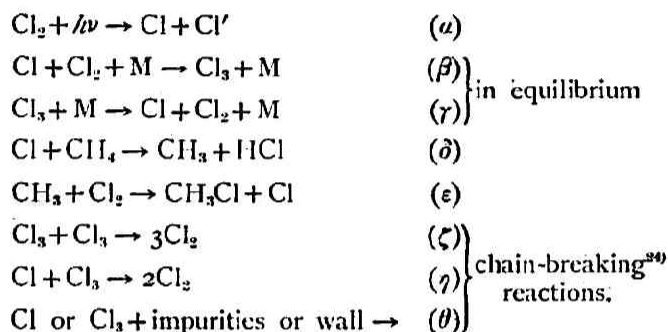 Cl₂+hν → Cl+Cl′ (α)
Cl+Cl₂+M → Cl₃+M (β)
in equilibrium
Cl₃+M → Cl+Cl₂+M (γ)
Cl+CH₄ → CH₃+HCl (δ)
CH₃+Cl₂ → CH₃Cl+Cl (ε)
Cl₃+Cl₃ → 3Cl₂ (ζ)
Cl+Cl₃ → 2Cl₂ (η)
chain-breaking³⁴⁾
reactions.
Cl or Cl₃+impurities or wall → (θ)